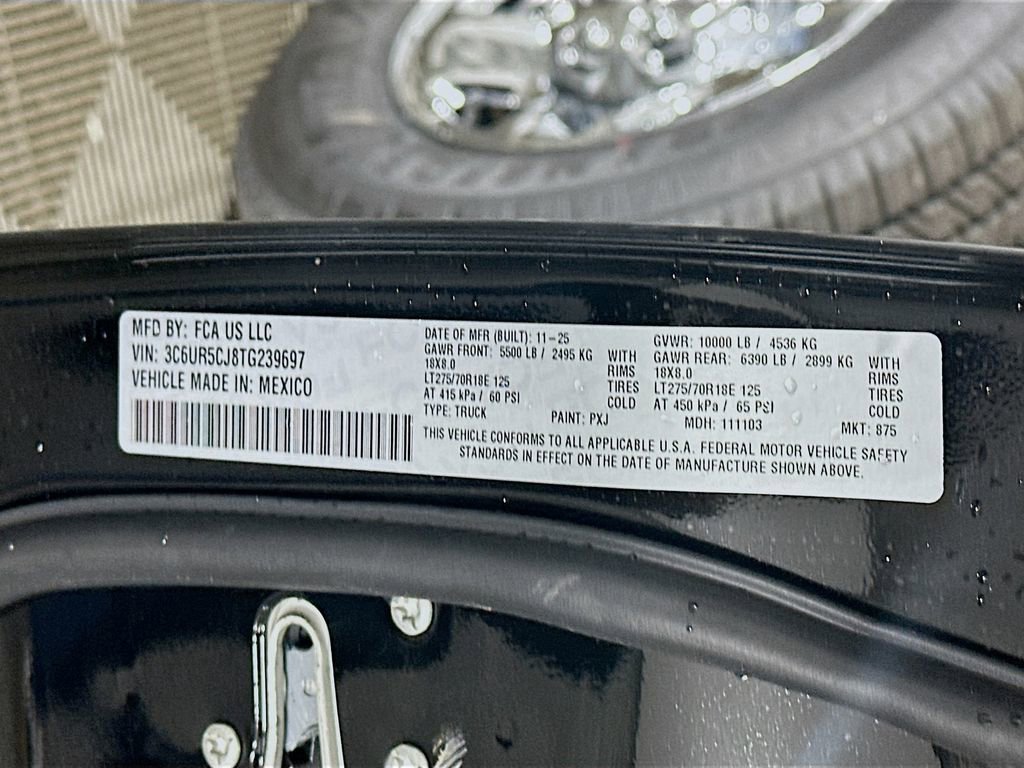 MFD BY: FCA US LLC
VIN: 3C6UR5CJ8TG239697
VEHICLE MADE IN: MEXICO
DATE OF MFR (BUILT): 11-25
GAWR FRONT: 5500 LB / 2495 KG
18X8.0
LT275/70R18E 125
AT 415 kPa / 60 PSI
WITH
RIMS
TIRES
COLD
TYPE: TRUCK
PAINT: PXJ
GVWR: 10000 LB / 4536 KG
GAWR REAR: 6390 LB / 2899 KG
18X8.0
LT275/70R18E 125
AT 450 kPa / 65 PSI
WITH
RIMS
TIRES
COLD
MDH: 111103
MKT: 875
THIS VEHICLE CONFORMS TO ALL APPLICABLE U.S.A. FEDERAL MOTOR VEHICLE SAFETY
STANDARDS IN EFFECT ON THE DATE OF MANUFACTURE SHOWN ABOVE.